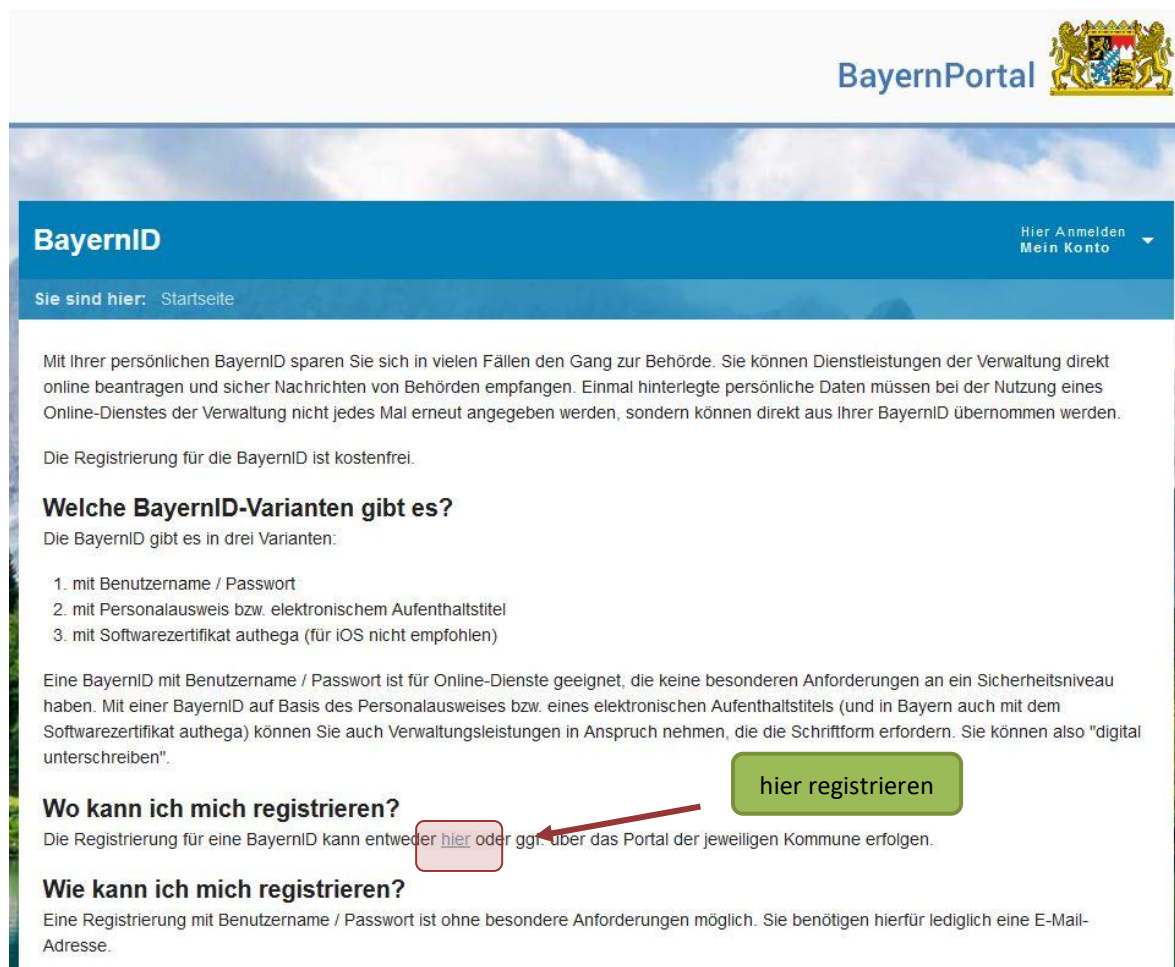 BayernPortal
BayernID
Hier Anmelden
Mein Konto
Sie sind hier: Startseite
Mit Ihrer persönlichen BayernID sparen Sie sich in vielen Fällen den Gang zur Behörde. Sie können Dienstleistungen der Verwaltung direkt
online beantragen und sicher Nachrichten von Behörden empfangen. Einmal hinterlegte persönliche Daten müssen bei der Nutzung eines
Online-Dienstes der Verwaltung nicht jedes Mal erneut angegeben werden, sondern können direkt aus Ihrer BayernID übernommen werden.
Die Registrierung für die BayernID ist kostenfrei.
Welche BayernID-Varianten gibt es?
Die BayernID gibt es in drei Varianten:
1. mit Benutzername / Passwort
2. mit Personalausweis bzw. elektronischem Aufenthaltstitel
3. mit Softwarezertifikat authega (für iOS nicht empfohlen)
Eine BayernID mit Benutzername / Passwort ist für Online-Dienste geeignet, die keine besonderen Anforderungen an ein Sicherheitsniveau
haben. Mit einer BayernID auf Basis des Personalausweises bzw. eines elektronischen Aufenthaltstitels (und in Bayern auch mit dem
Softwarezertifikat authega) können Sie auch Verwaltungsleistungen in Anspruch nehmen, die die Schriftform erfordern. Sie können also "digital
unterschreiben".
hier registrieren
Wo kann ich mich registrieren?
Die Registrierung für eine BayernID kann entweder hier oder ggf. über das Portal der jeweiligen Kommune erfolgen.
Wie kann ich mich registrieren?
Eine Registrierung mit Benutzername / Passwort ist ohne besondere Anforderungen möglich. Sie benötigen hierfür lediglich eine E-Mail-
Adresse.